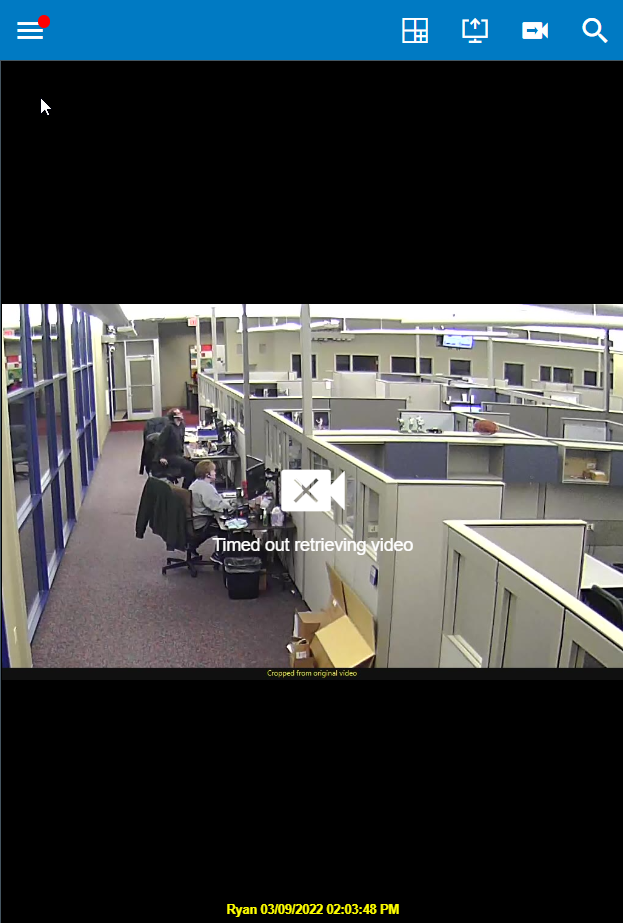 Timed out retrieving video
Cropped from original video
Ryan 03/09/2022 02:03:48 PM